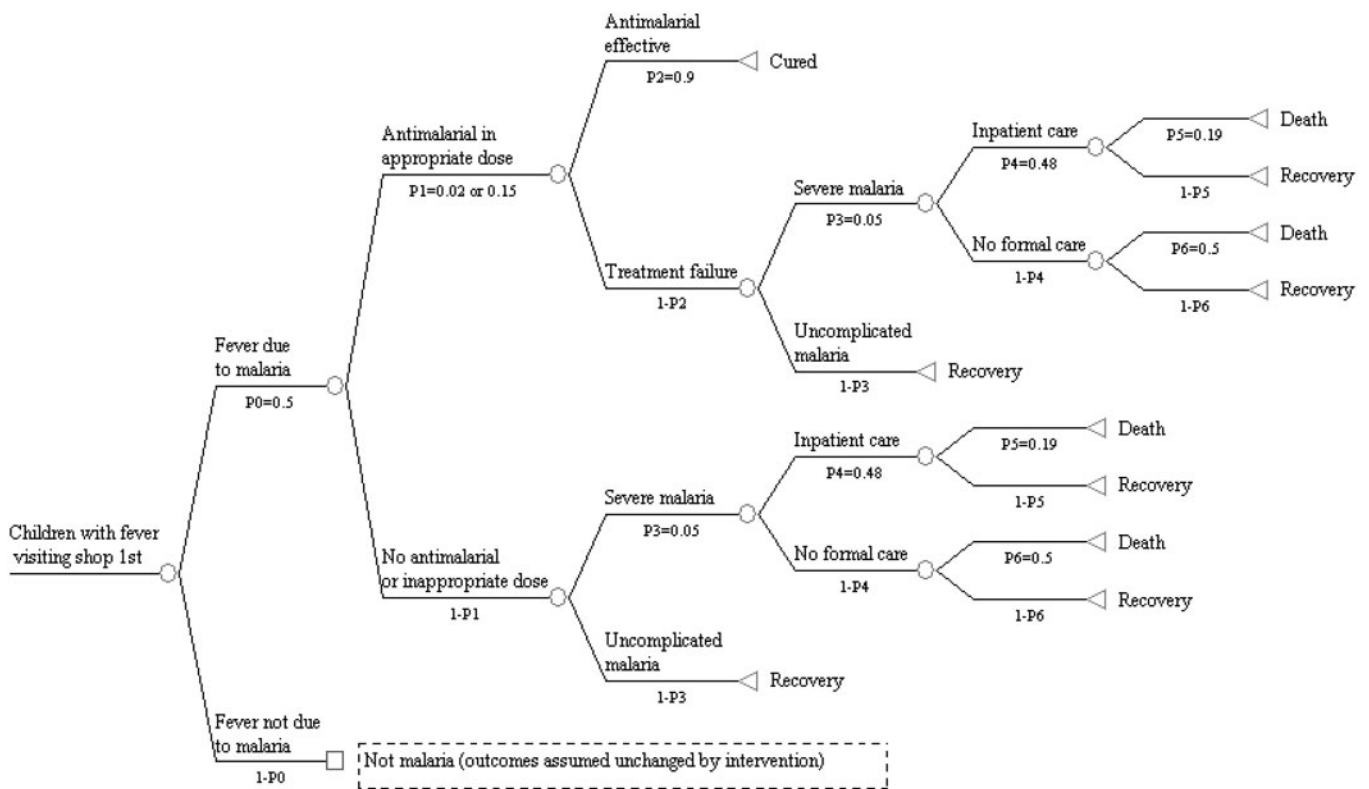 Antimalarial
effective
P2=0.9
Cured
Antimalarial in
appropriate dose
P1=0.02 or 0.15
Inpatient care
P4=0.48
P5=0.19
Death
1-P5
Recovery
Severe malaria
P3=0.05
No formal care
1-P4
P6=0.5
Death
1-P6
Recovery
Treatment failure
1-P2
Uncomplicated
malaria
1-P3
Recovery
Fever due
to malaria
P0=0.5
Inpatient care
P4=0.48
P5=0.19
Death
1-P5
Recovery
Severe malaria
P3=0.05
No formal care
1-P4
P6=0.5
Death
1-P6
Recovery
Children with fever
visiting shop 1st
No antimalarial
or inappropriate dose
1-P1
Uncomplicated
malaria
1-P3
Recovery
Fever not due
to malaria
1-P0
Not malaria (outcomes assumed unchanged by intervention)